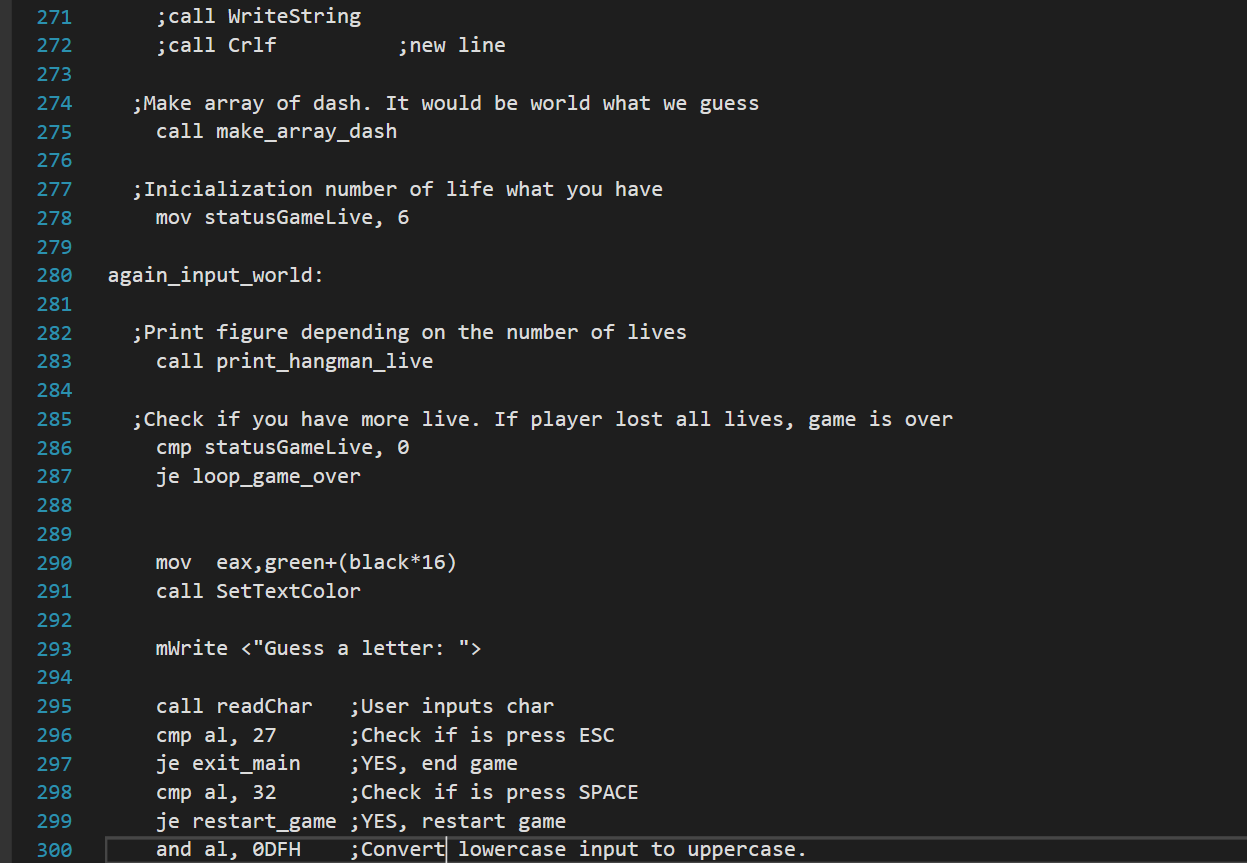 271 ;call WriteString
272 ;call Crlf ;new line
273
274 ;Make array of dash. It would be world what we guess
275 call make_array_dash
276
277 ;Inicialization number of life what you have
278 mov statusGameLive, 6
279
280 again_input_world:
281
282 ;Print figure depending on the number of lives
283 call print_hangman_live
284
285 ;Check if you have more live. If player lost all lives, game is over
286 cmp statusGameLive, 0
287 je loop_game_over
288
289
290 mov  eax,green+(black*16)
291 call SetTextColor
292
293 mWrite <"Guess a letter: ">
294
295 call readChar ;User inputs char
296 cmp al, 27 ;Check if is press ESC
297 je exit_main ;YES, end game
298 cmp al, 32 ;Check if is press SPACE
299 je restart_game ;YES, restart game
300 and al, 0DFH ;Convert lowercase input to uppercase.